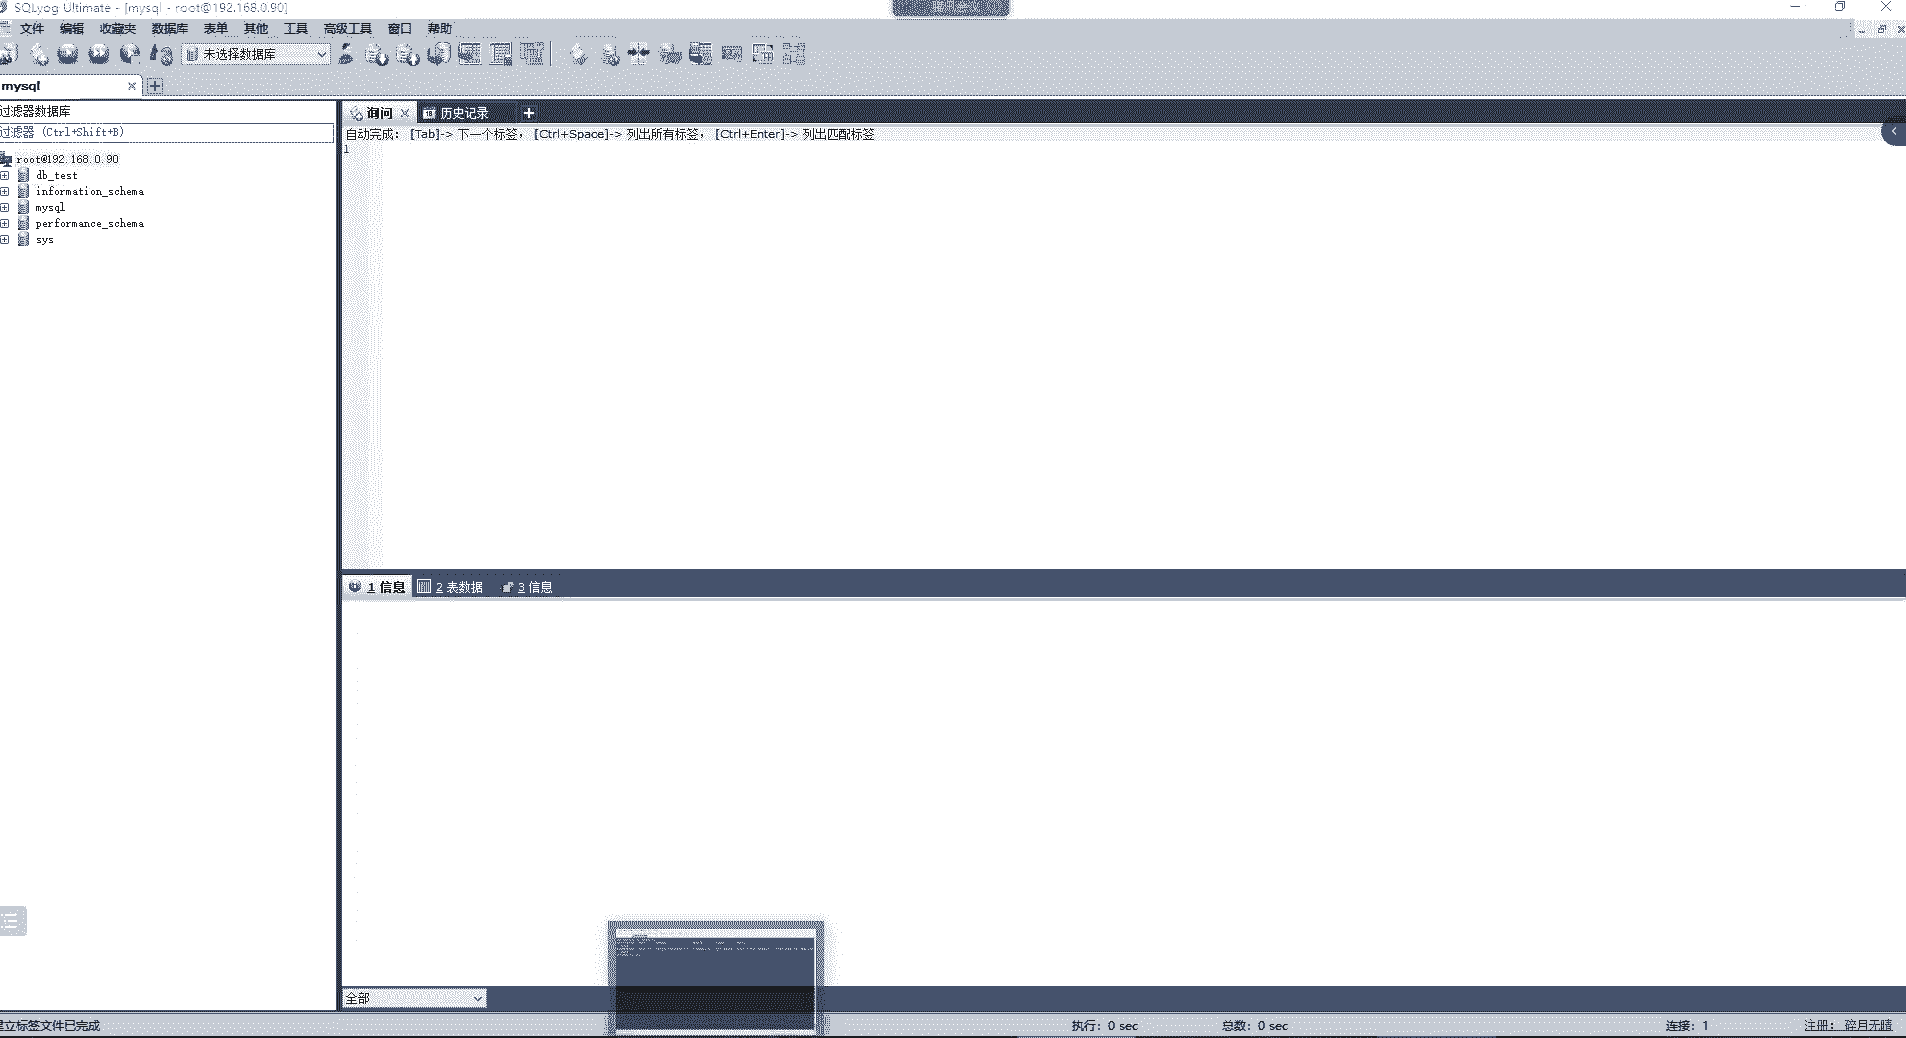 SQLyog Ultimate - [mysql - root@192.168.0.90]
文件 编辑 收藏夹 数据库 表单 其他 工具 高级工具 窗口 帮助
未选择数据库
mysql
过滤器数据库
过滤器 (Ctrl+Shift+B)
root@192.168.0.90
db_test
information_schema
mysql
performance_schema
sys
询问 历史记录
自动完成: [Tab]-> 下一个标签, [Ctrl+Space]-> 列出所有标签, [Ctrl+Enter]-> 列出匹配标签
1
1 信息 2 表数据 3 信息
全部
建立标签文件已完成 执行: 0 sec 总数: 0 sec 连接: 1 注册: 碎月无晴